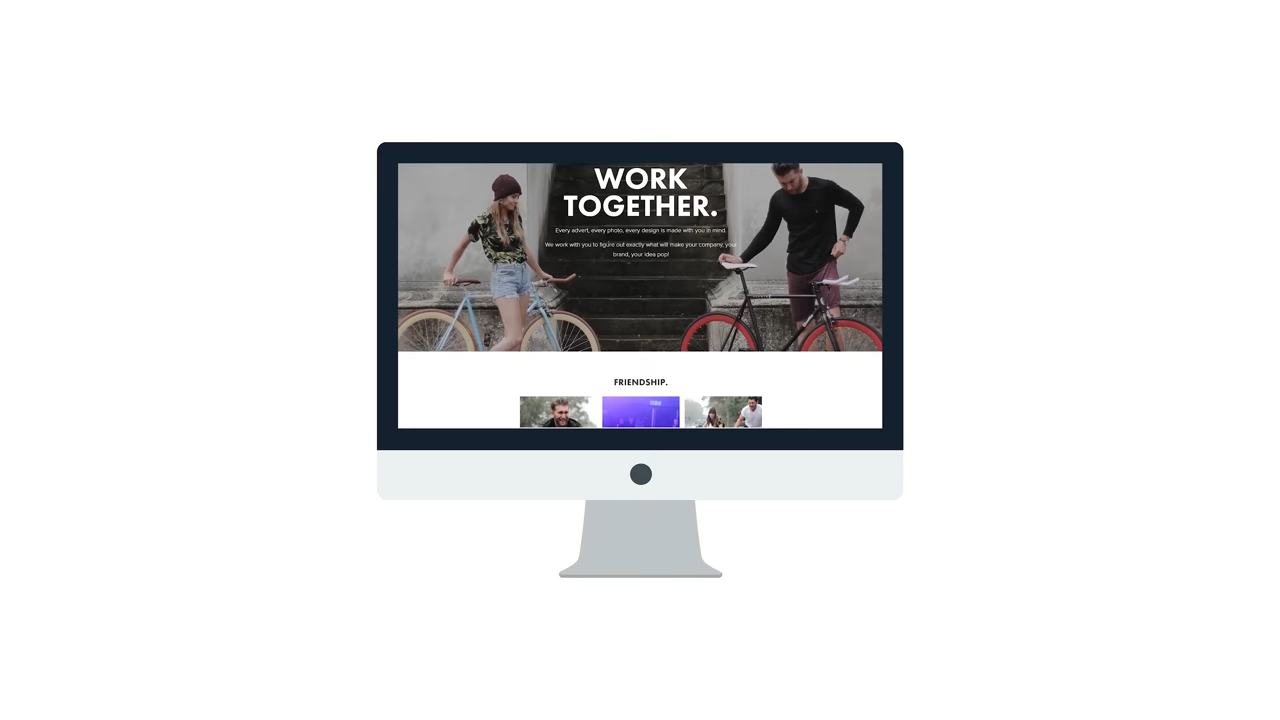 WORK
TOGETHER.
Every advert, every photo, every design is made with you in mind.
We work with you to figure out exactly what will make your company, your
brand, your idea pop!
FRIENDSHIP.